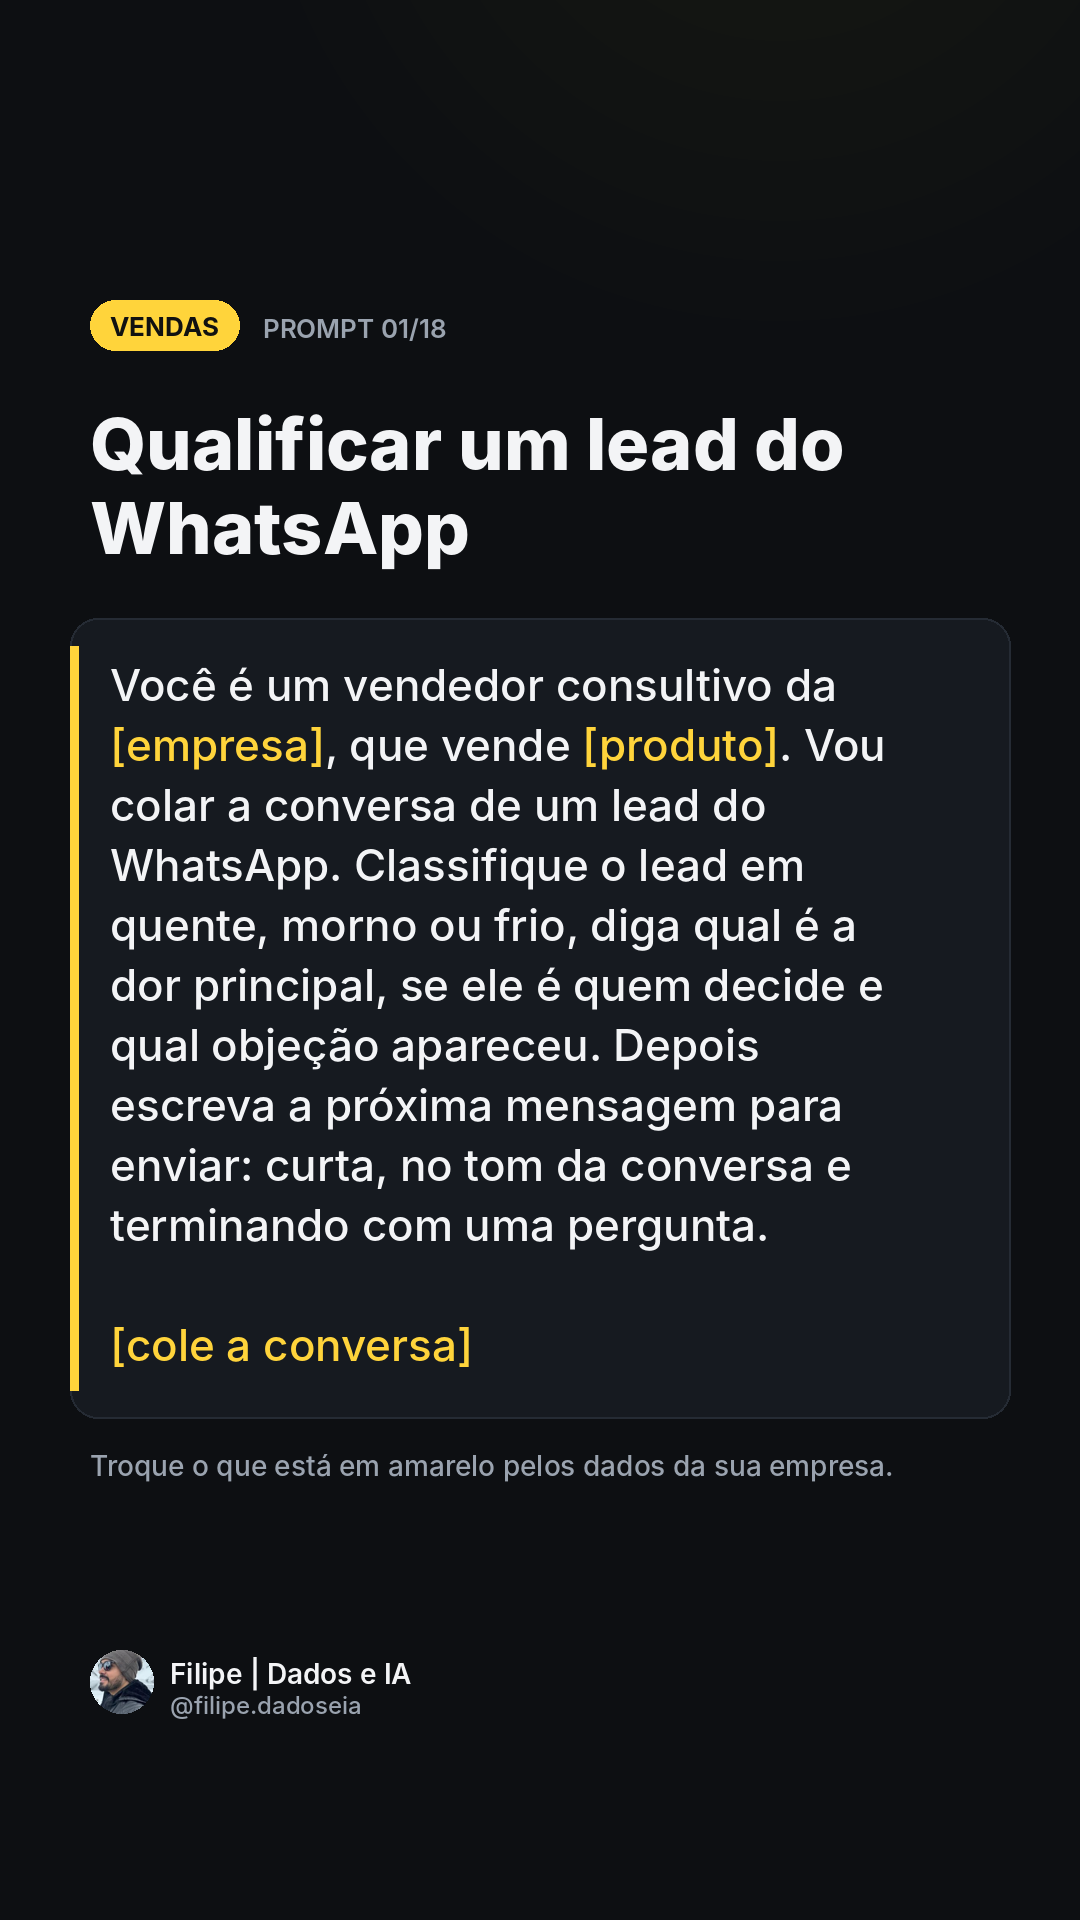 VENDAS
PROMPT 01/18
Qualificar um lead do
WhatsApp
Você é um vendedor consultivo da
[empresa], que vende [produto]. Vou
colar a conversa de um lead do
WhatsApp. Classifique o lead em
quente, morno ou frio, diga qual é a
dor principal, se ele é quem decide e
qual objeção apareceu. Depois
escreva a próxima mensagem para
enviar: curta, no tom da conversa e
terminando com uma pergunta.
[cole a conversa]
Troque o que está em amarelo pelos dados da sua empresa.
Filipe | Dados e IA
@filipe.dadoseia